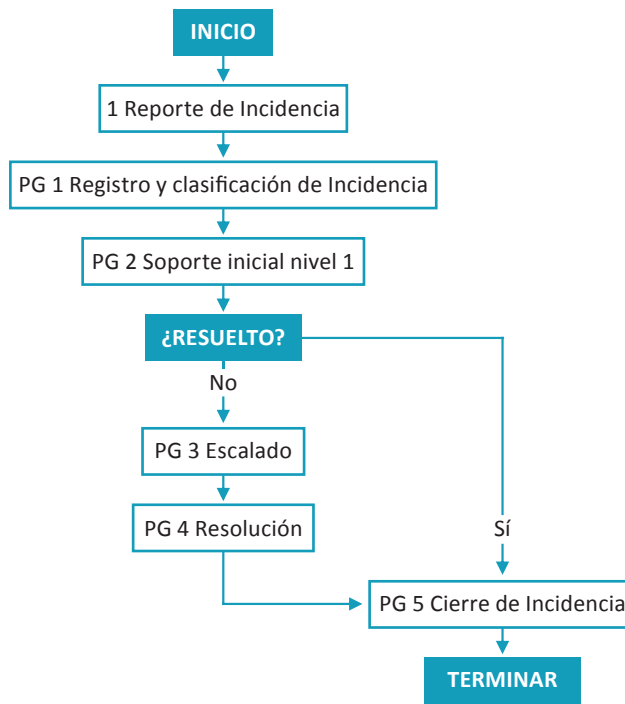 INICIO
1 Reporte de Incidencia
PG 1 Registro y clasificación de Incidencia
PG 2 Soporte inicial nivel 1
¿RESUELTO?
No
PG 3 Escalado
PG 4 Resolución
Sí
PG 5 Cierre de Incidencia
TERMINAR